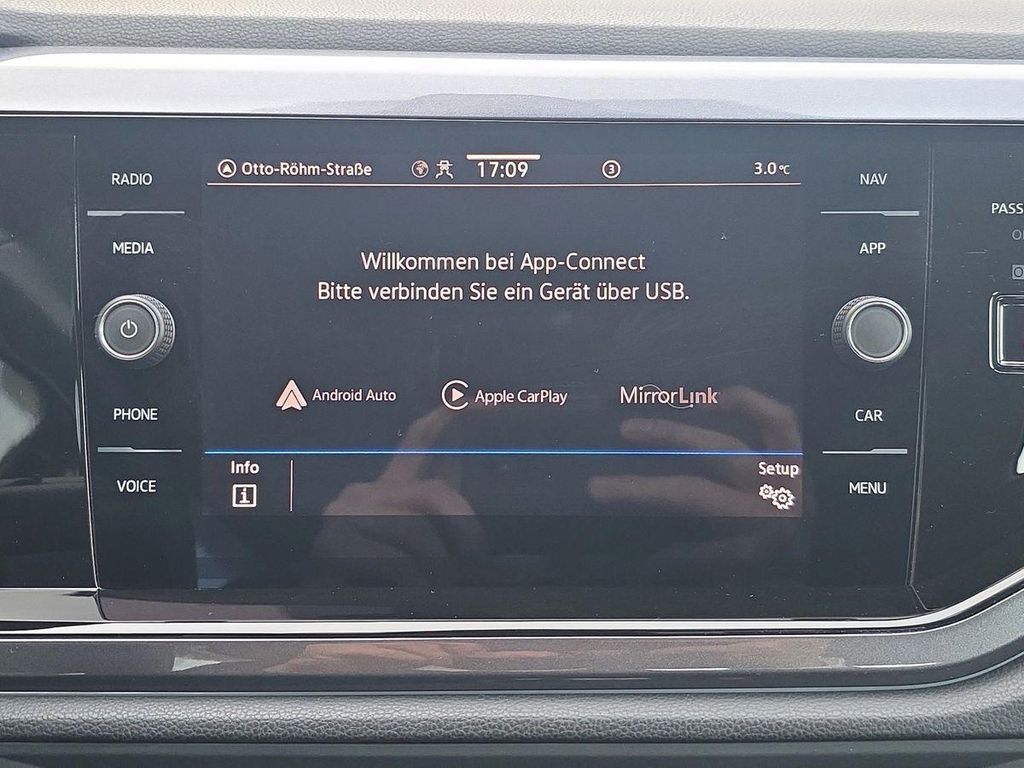 RADIO
MEDIA
PHONE
VOICE
Otto-Röhm-Straße 17:09 3 3.0°C
Willkommen bei App-Connect
Bitte verbinden Sie ein Gerät über USB.
Android Auto Apple CarPlay MirrorLink
Info Setup
i
NAV
APP
CAR
MENU
PASS